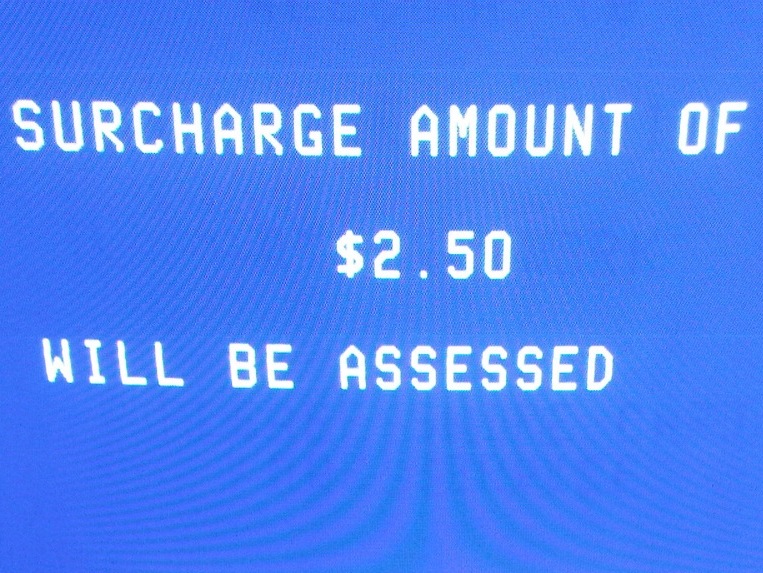 SURCHARGE AMOUNT OF
$2.50
WILL BE ASSESSED